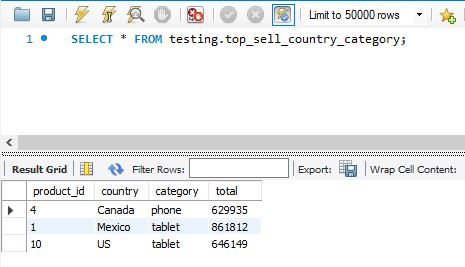 Limit to 50000 rows
1 SELECT * FROM testing.top_sell_country_category;
Result Grid Filter Rows: Export: Wrap Cell Content:
product_id country category total
4 Canada phone 629935
1 Mexico tablet 861812
10 US tablet 646149